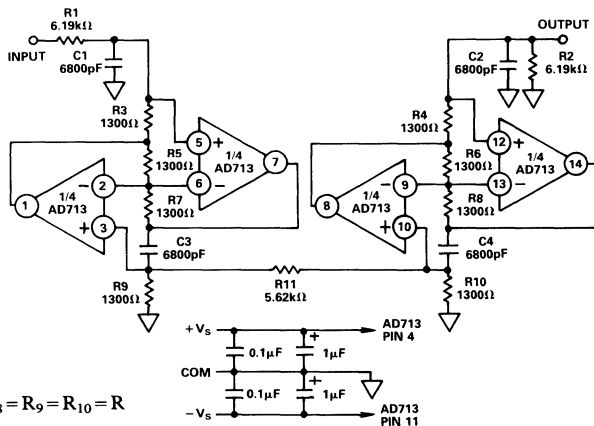 R1
6.19kΩ
INPUT
C1
6800pF
R3
1300Ω
R5
1300Ω
1/4
AD713
5
+
6
−
7
1
1/4
AD713
−
2
+
3
R7
1300Ω
C3
6800pF
R9
1300Ω
R11
5.62kΩ
OUTPUT
C2
6800pF
R2
6.19kΩ
R4
1300Ω
R6
1300Ω
1/4
AD713
12
+
13
−
14
8
1/4
AD713
−
9
+
10
R8
1300Ω
C4
6800pF
R10
1300Ω
+VS
AD713
PIN 4
0.1µF
+
1µF
COM
0.1µF
+
1µF
−VS
AD713
PIN 11
8 = R9 = R10 = R